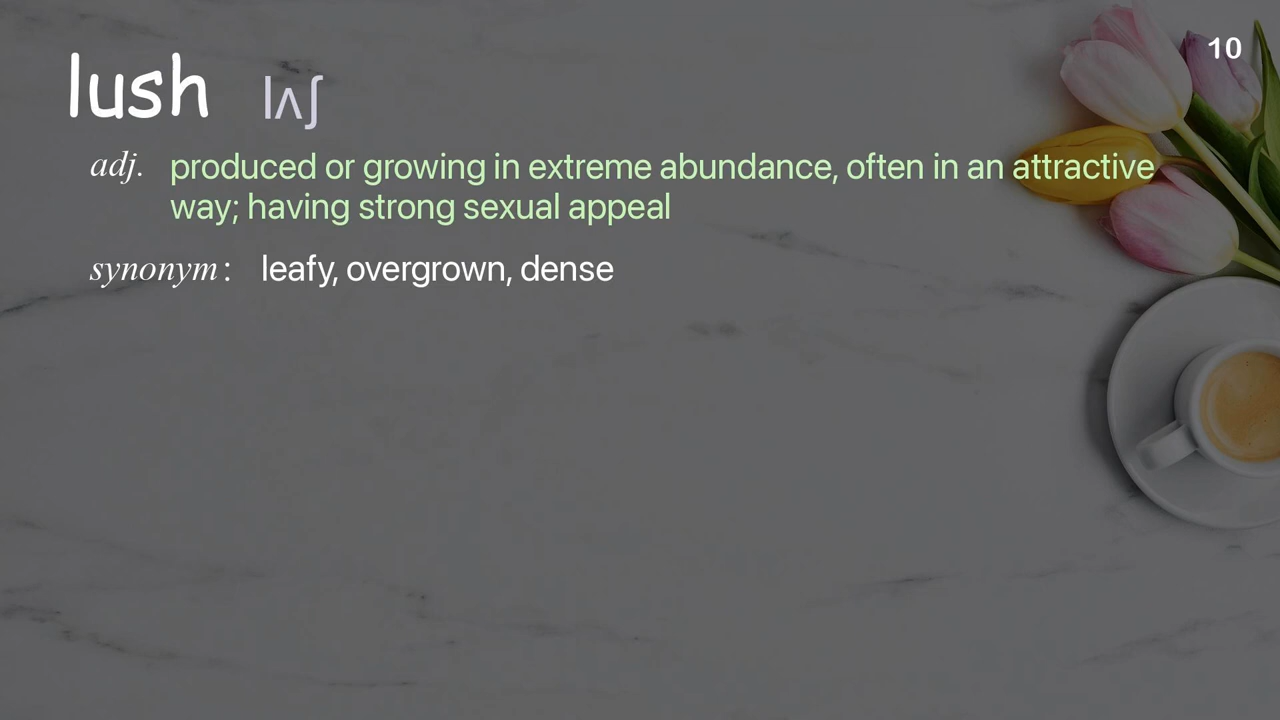 10
lush lʌʃ
adj. produced or growing in extreme abundance, often in an attractive
way; having strong sexual appeal
synonym: leafy, overgrown, dense